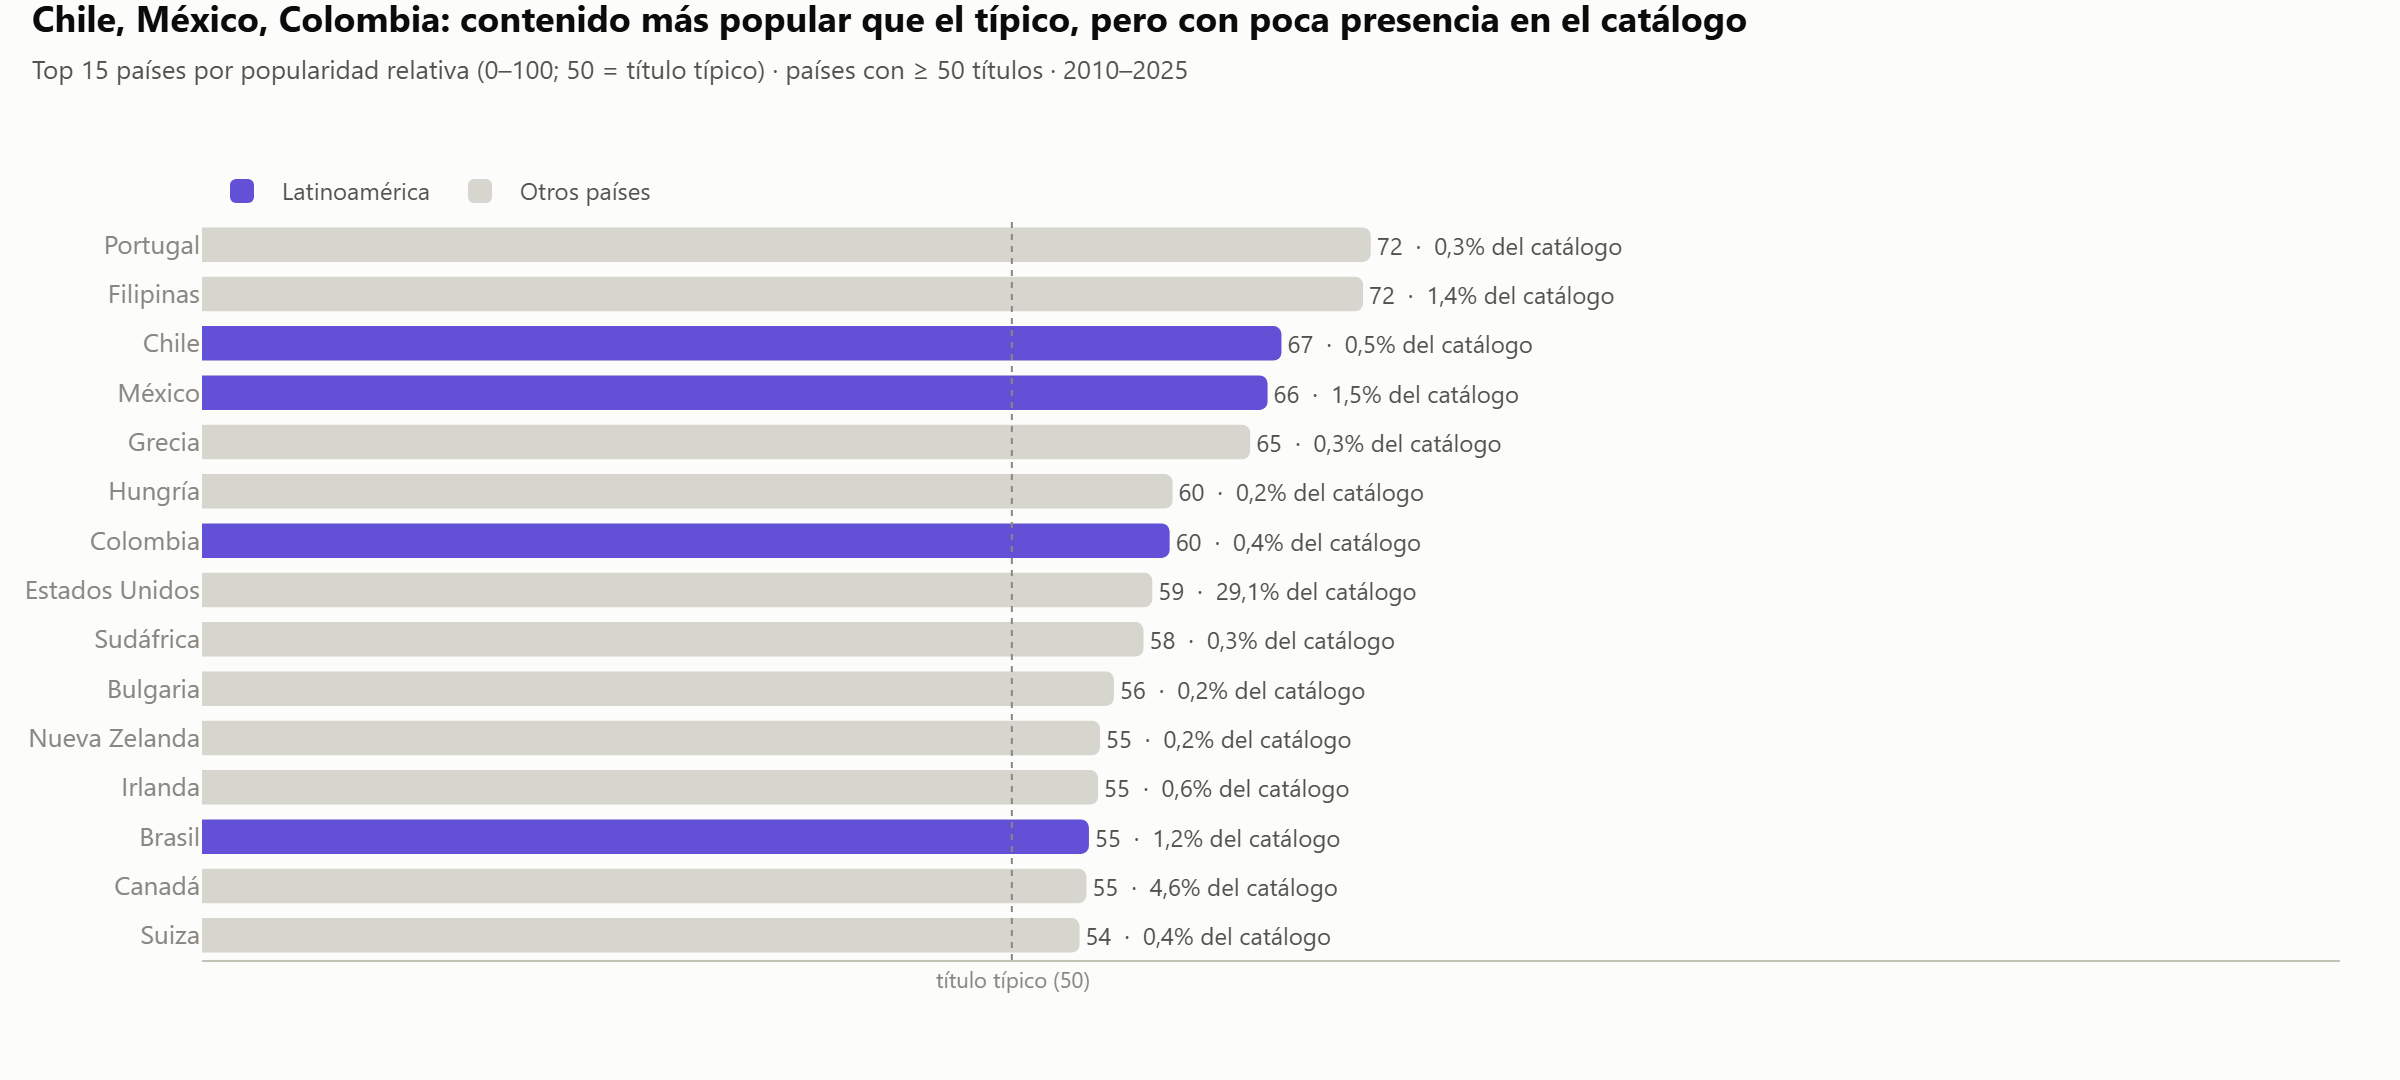 Chile, México, Colombia: contenido más popular que el típico, pero con poca presencia en el catálogo
Top 15 países por popularidad relativa (0–100; 50 = título típico) · países con ≥ 50 títulos · 2010–2025
Latinoamérica Otros países
Portugal 72 · 0,3% del catálogo
Filipinas 72 · 1,4% del catálogo
Chile 67 · 0,5% del catálogo
México 66 · 1,5% del catálogo
Grecia 65 · 0,3% del catálogo
Hungría 60 · 0,2% del catálogo
Colombia 60 · 0,4% del catálogo
Estados Unidos 59 · 29,1% del catálogo
Sudáfrica 58 · 0,3% del catálogo
Bulgaria 56 · 0,2% del catálogo
Nueva Zelanda 55 · 0,2% del catálogo
Irlanda 55 · 0,6% del catálogo
Brasil 55 · 1,2% del catálogo
Canadá 55 · 4,6% del catálogo
Suiza 54 · 0,4% del catálogo
título típico (50)